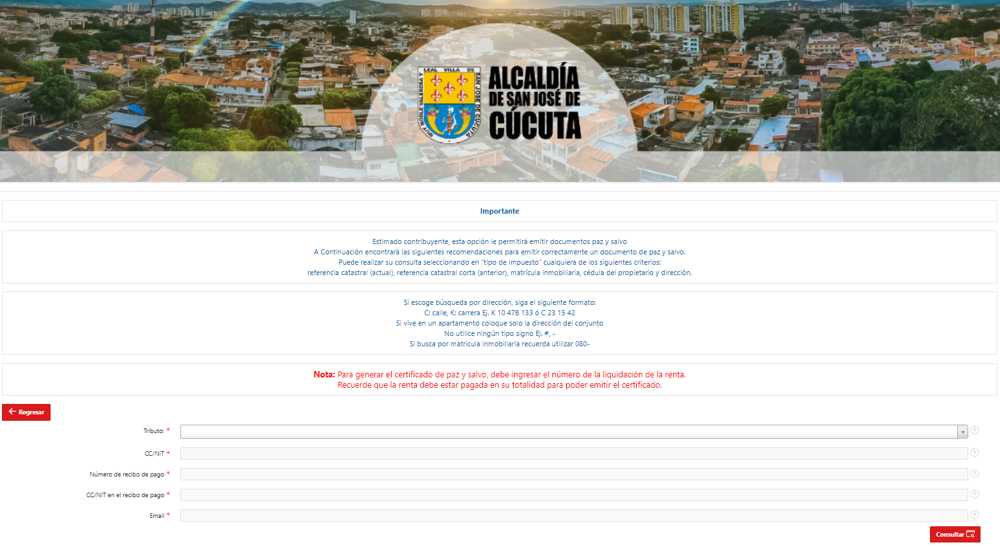 LEAL VILLA DE
MUY NOBLE VALEROSA Y
SAN JOSE DE CUCUTA
ALCALDÍA
DE SAN JOSÉ DE
CÚCUTA
Importante
Estimado contribuyente, esta opción le permitirá emitir documentos paz y salvo
A Continuación encontrará las siguientes recomendaciones para emitir correctamente un documento de paz y salvo.
Puede realizar su consulta seleccionando en “tipo de impuesto” cualquiera de los siguientes criterios:
referencia catastral (actual), referencia catastral corta (anterior), matrícula inmobiliaria, cédula del propietario y dirección.
Si escoge búsqueda por dirección, siga el siguiente formato:
C: calle, K: carrera Ej. K 10 47B 133 ó C 23 15 42
Si vive en un apartamento coloque solo la dirección del conjunto
No utilice ningún tipo signo Ej. #, -
Si busca por matricula inmobiliaria recuerda utilizar 080-
Nota: Para generar el certificado de paz y salvo, debe ingresar el número de la liquidación de la renta.
Recuerde que la renta debe estar pagada en su totalidad para poder emitir el certificado.
Regresar
Tributo: *
CC/NIT *
Número de recibo de pago *
CC/NIT en el recibo de pago *
Email *
Consultar